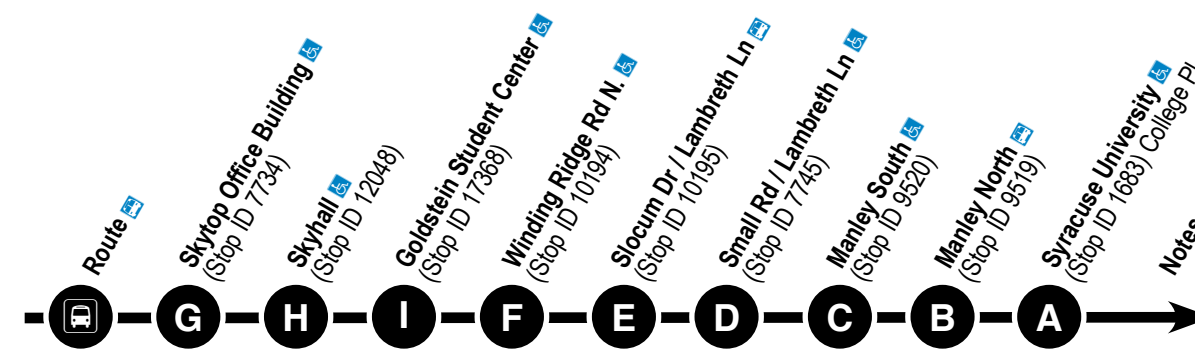 Route
Skytop Office Building
(Stop ID 7734)
Skyhall
(Stop ID 12048)
Goldstein Student Center
(Stop ID 17368)
Winding Ridge Rd N.
(Stop ID 10194)
Slocum Dr / Lambreth Ln
(Stop ID 10195)
Small Rd / Lambreth Ln
(Stop ID 7745)
Manley South
(Stop ID 9520)
Manley North
(Stop ID 9519)
Syracuse University
(Stop ID 1683) College Pl
Notes
G H I F E D C B A